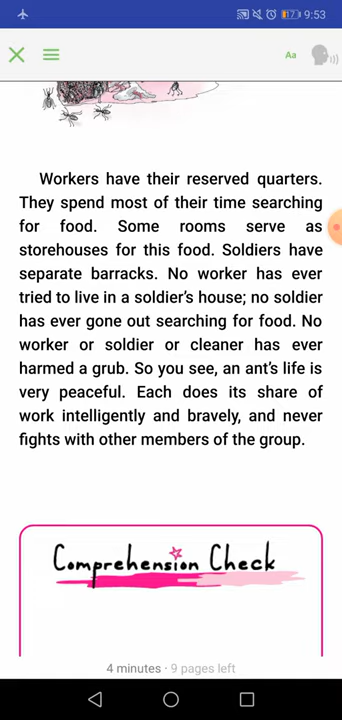 17 9:53
Aa
Workers have their reserved quarters.
They spend most of their time searching
for food. Some rooms serve as
storehouses for this food. Soldiers have
separate barracks. No worker has ever
tried to live in a soldier's house; no soldier
has ever gone out searching for food. No
worker or soldier or cleaner has ever
harmed a grub. So you see, an ant's life is
very peaceful. Each does its share of
work intelligently and bravely, and never
fights with other members of the group.
Comprehension Check
4 minutes · 9 pages left